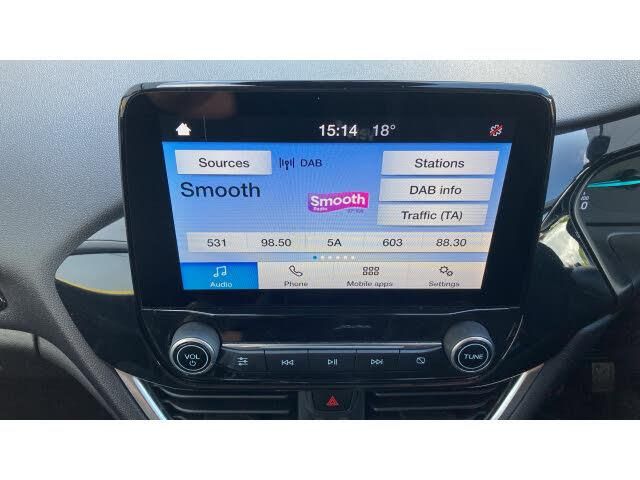 15:14 18°
Sources DAB Stations
Smooth
Smooth
Radio
DAB info
Traffic (TA)
531 98.50 5A 603 88.30
Audio Phone Mobile apps Settings
VOL TUNE